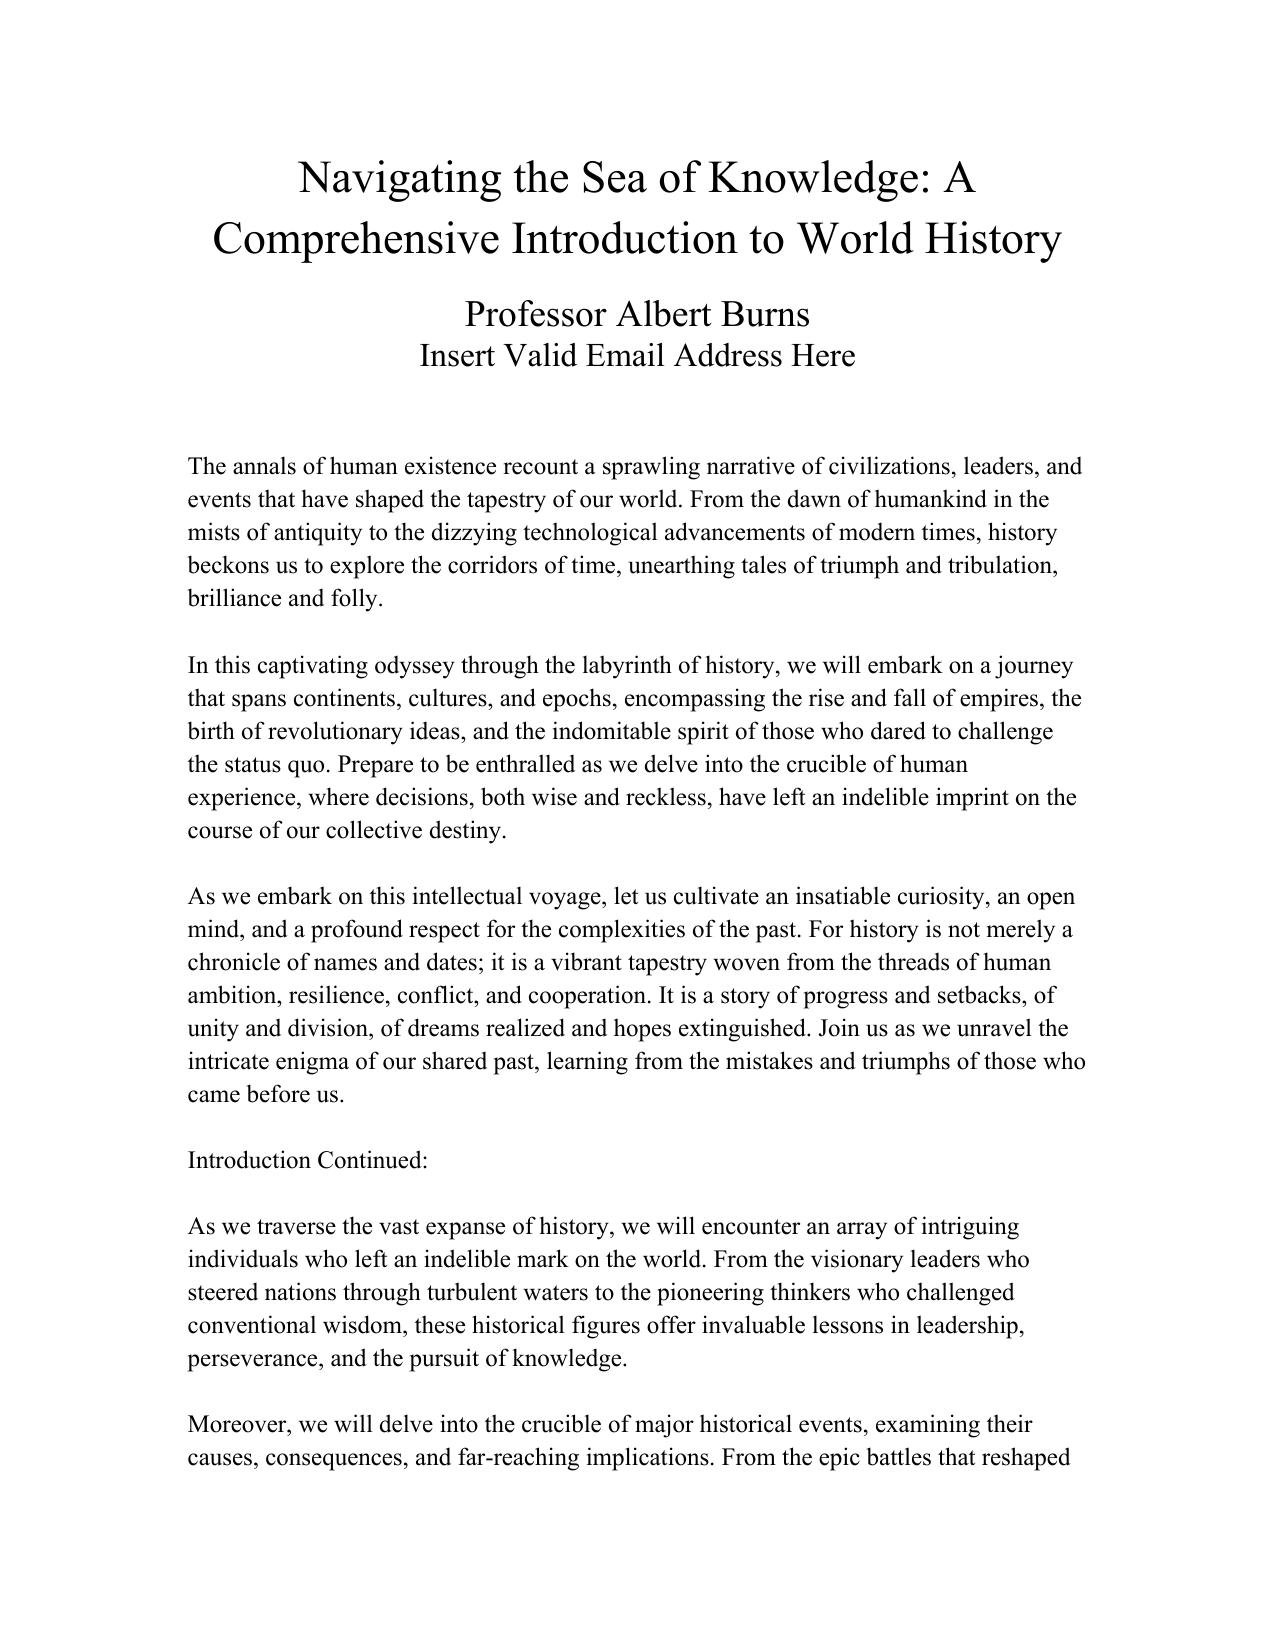 Navigating the Sea of Knowledge: A
Comprehensive Introduction to World History
Professor Albert Burns
Insert Valid Email Address Here
The annals of human existence recount a sprawling narrative of civilizations, leaders, and
events that have shaped the tapestry of our world. From the dawn of humankind in the
mists of antiquity to the dizzying technological advancements of modern times, history
beckons us to explore the corridors of time, unearthing tales of triumph and tribulation,
brilliance and folly.
In this captivating odyssey through the labyrinth of history, we will embark on a journey
that spans continents, cultures, and epochs, encompassing the rise and fall of empires, the
birth of revolutionary ideas, and the indomitable spirit of those who dared to challenge
the status quo. Prepare to be enthralled as we delve into the crucible of human
experience, where decisions, both wise and reckless, have left an indelible imprint on the
course of our collective destiny.
As we embark on this intellectual voyage, let us cultivate an insatiable curiosity, an open
mind, and a profound respect for the complexities of the past. For history is not merely a
chronicle of names and dates; it is a vibrant tapestry woven from the threads of human
ambition, resilience, conflict, and cooperation. It is a story of progress and setbacks, of
unity and division, of dreams realized and hopes extinguished. Join us as we unravel the
intricate enigma of our shared past, learning from the mistakes and triumphs of those who
came before us.
Introduction Continued:
As we traverse the vast expanse of history, we will encounter an array of intriguing
individuals who left an indelible mark on the world. From the visionary leaders who
steered nations through turbulent waters to the pioneering thinkers who challenged
conventional wisdom, these historical figures offer invaluable lessons in leadership,
perseverance, and the pursuit of knowledge.
Moreover, we will delve into the crucible of major historical events, examining their
causes, consequences, and far-reaching implications. From the epic battles that reshaped